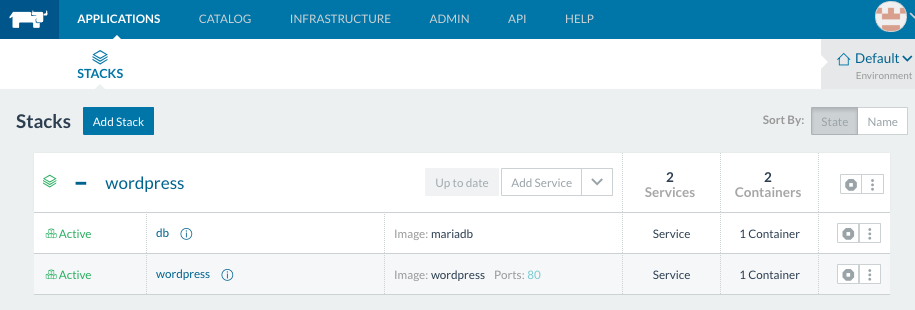 APPLICATIONS CATALOG INFRASTRUCTURE ADMIN API HELP
STACKS
Default
Environment
Stacks Add Stack Sort By: State Name
wordpress Up to date Add Service 2 Services 2 Containers
Active db Image: mariadb Service 1 Container
Active wordpress Image: wordpress Ports: 80 Service 1 Container